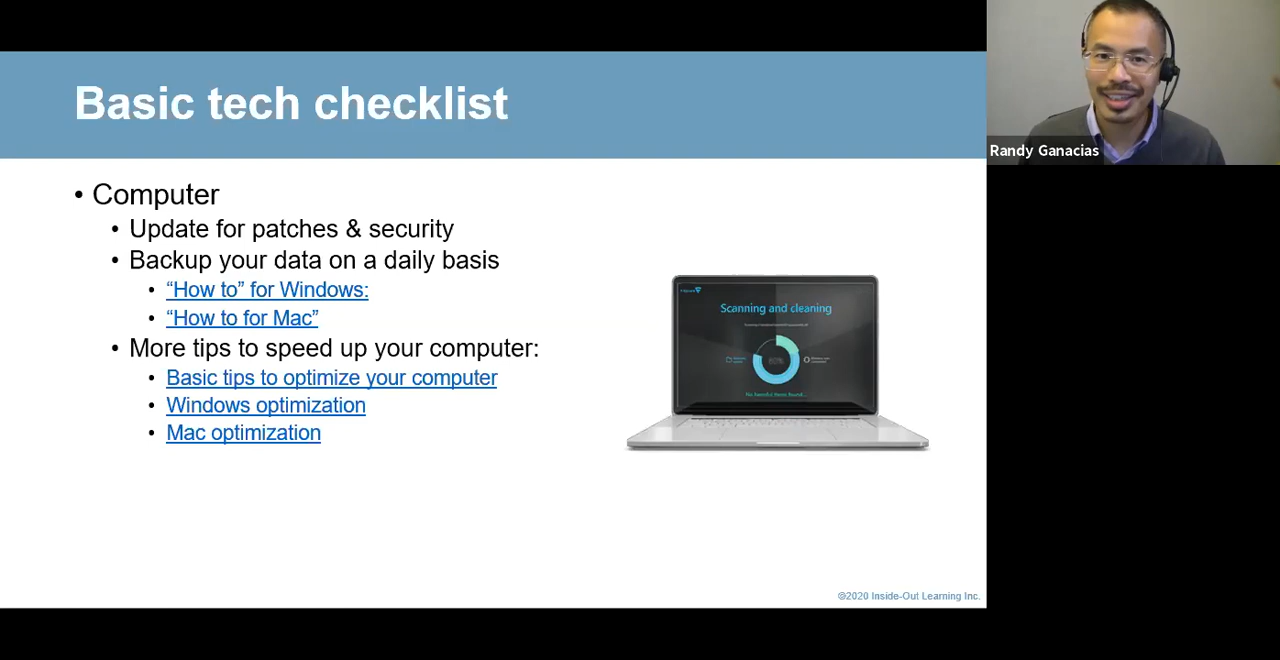 Basic tech checklist
Randy Ganacias
• Computer
• Update for patches & security
• Backup your data on a daily basis
• “How to” for Windows:
• “How to for Mac”
• More tips to speed up your computer:
• Basic tips to optimize your computer
• Windows optimization
• Mac optimization
Scanning and cleaning
©2020 Inside-Out Learning Inc.